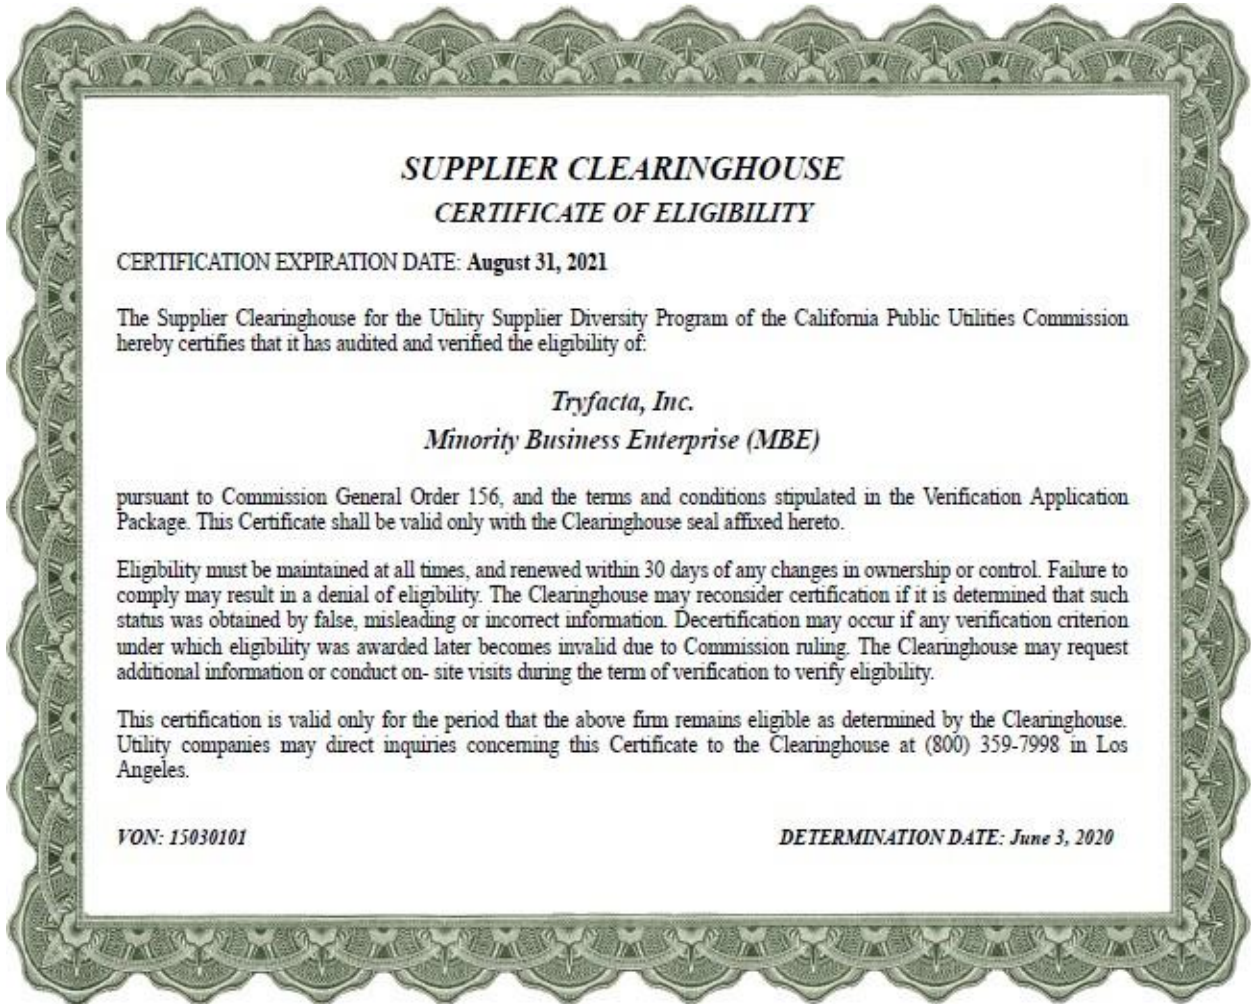 SUPPLIER CLEARINGHOUSE
CERTIFICATE OF ELIGIBILITY
CERTIFICATION EXPIRATION DATE: August 31, 2021
The Supplier Clearinghouse for the Utility Supplier Diversity Program of the California Public Utilities Commission
hereby certifies that it has audited and verified the eligibility of:
Tryfacta, Inc.
Minority Business Enterprise (MBE)
pursuant to Commission General Order 156, and the terms and conditions stipulated in the Verification Application
Package. This Certificate shall be valid only with the Clearinghouse seal affixed hereto.
Eligibility must be maintained at all times, and renewed within 30 days of any changes in ownership or control. Failure to
comply may result in a denial of eligibility. The Clearinghouse may reconsider certification if it is determined that such
status was obtained by false, misleading or incorrect information. Decertification may occur if any verification criterion
under which eligibility was awarded later becomes invalid due to Commission ruling. The Clearinghouse may request
additional information or conduct on- site visits during the term of verification to verify eligibility.
This certification is valid only for the period that the above firm remains eligible as determined by the Clearinghouse.
Utility companies may direct inquiries concerning this Certificate to the Clearinghouse at (800) 359-7998 in Los
Angeles.
VON: 15030101
DETERMINATION DATE: June 3, 2020